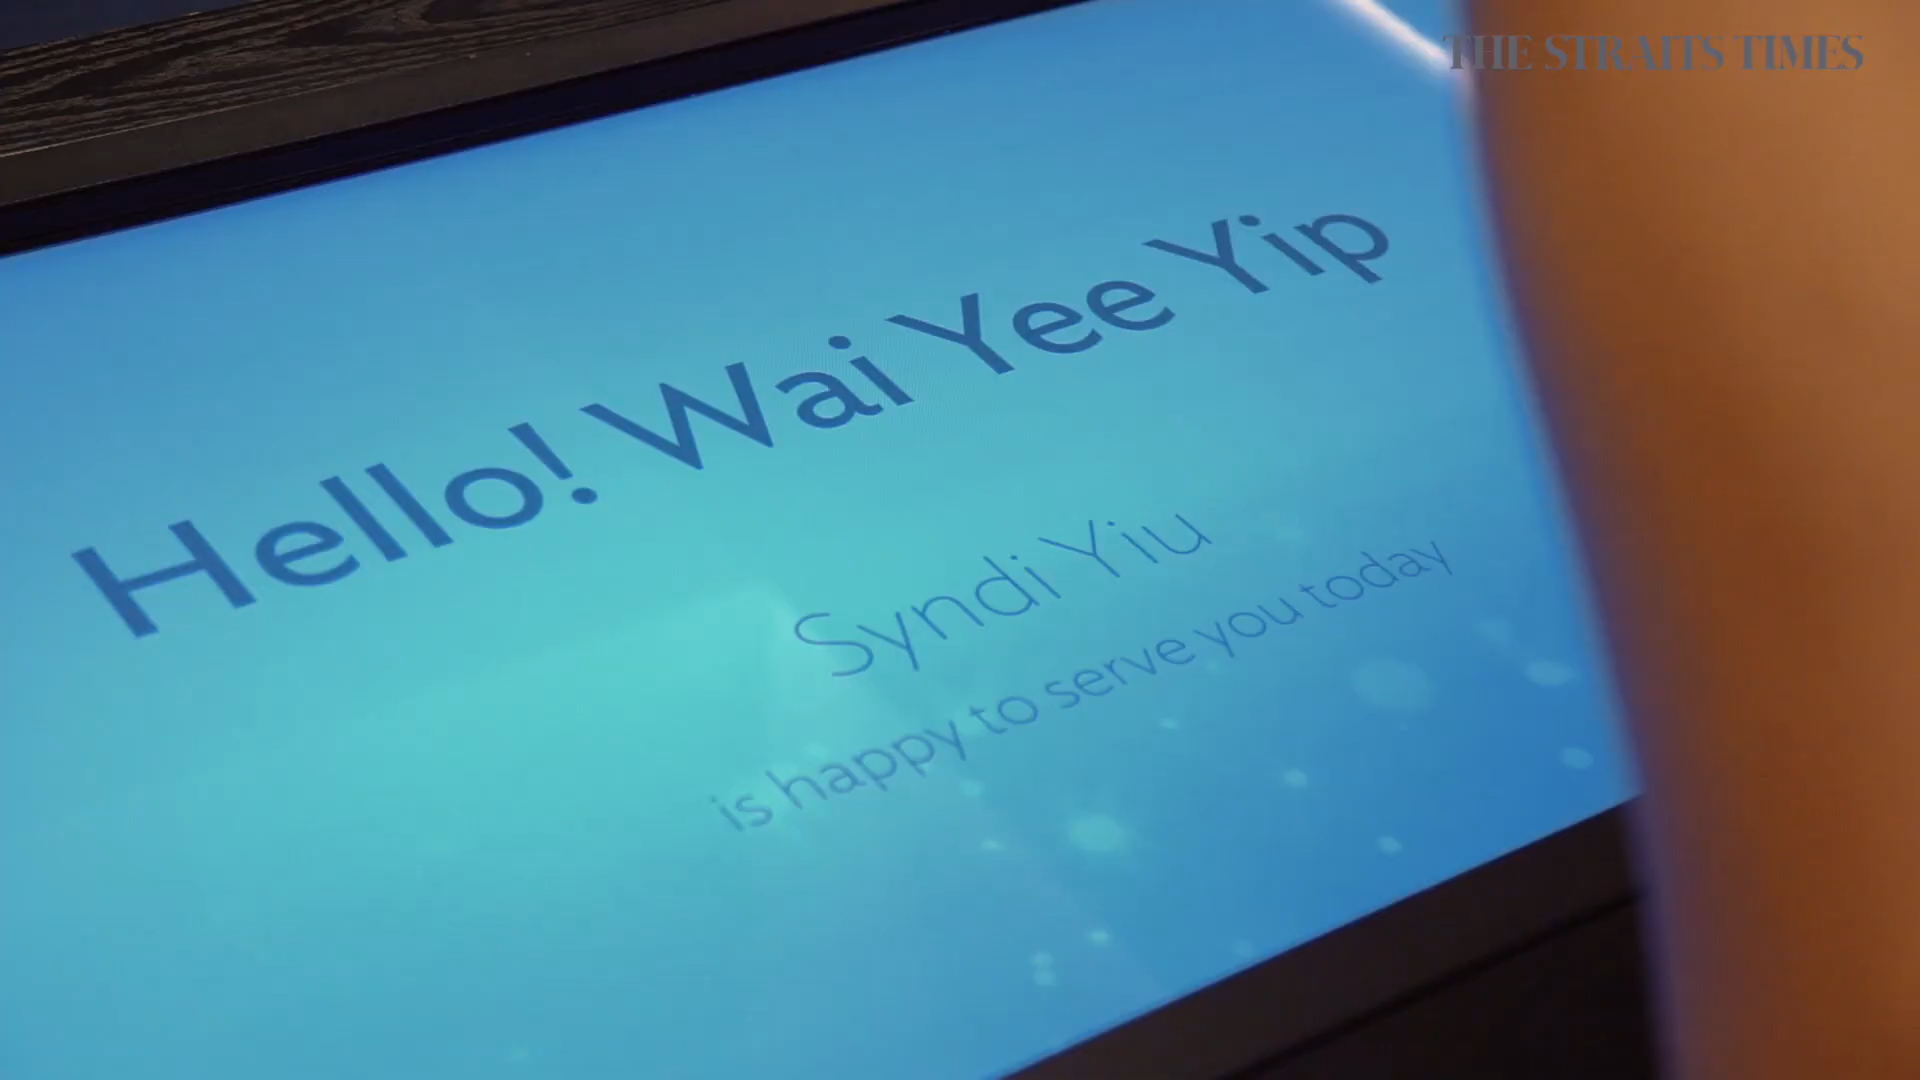 THE STRAITS TIMES
Hello! Wai Yee Yip
Syndi Yiu
is happy to serve you today